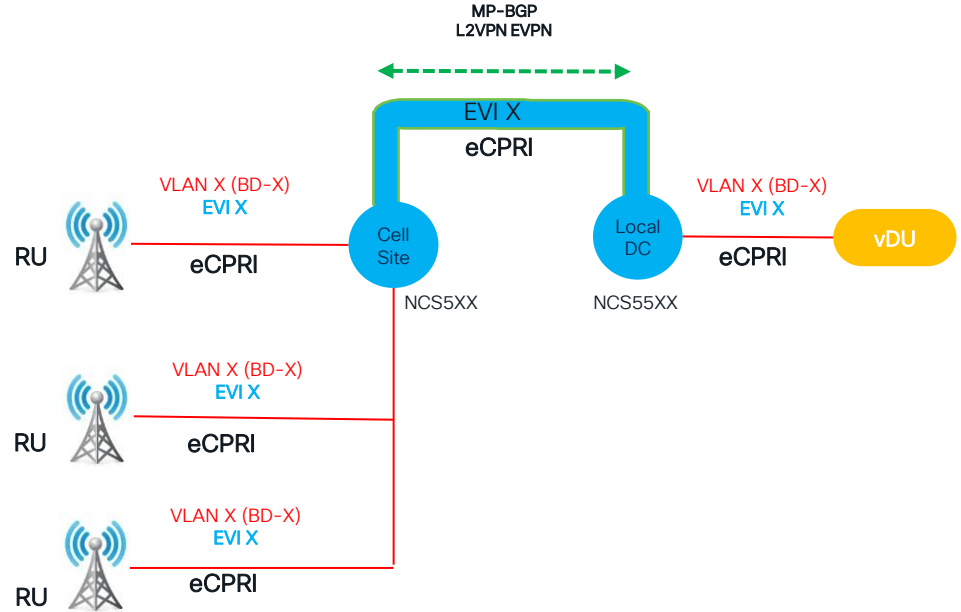 MP-BGP
L2VPN EVPN
EVI X
eCPRI
VLAN X (BD-X)
EVI X
RU
eCPRI
Cell
Site
NCS5XX
Local
DC
NCS55XX
VLAN X (BD-X)
EVI X
eCPRI
vDU
VLAN X (BD-X)
EVI X
RU
eCPRI
VLAN X (BD-X)
EVI X
RU
eCPRI